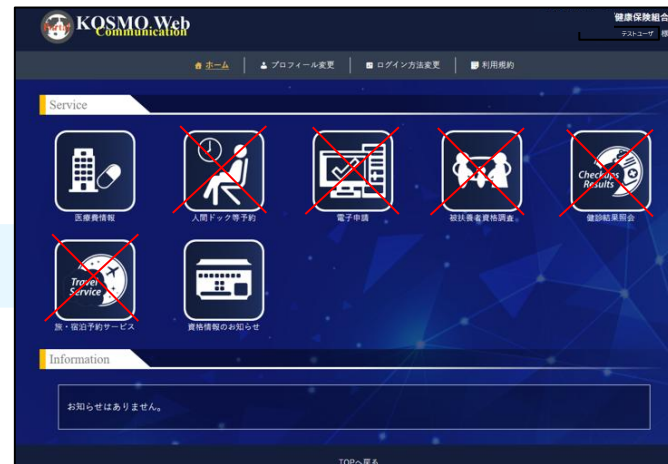 KOSMO Web
Communication
健康保険組合
テストユーザ 様
ホーム
プロフィール変更
ログイン方法変更
利用規約
Service
医療費情報
人間ドック等予約
電子申請
被扶養者資格調査
Checkups
Results
健診結果照会
Travel
Service
旅・宿泊予約サービス
資格情報のお知らせ
Information
お知らせはありません。
TOPへ戻る